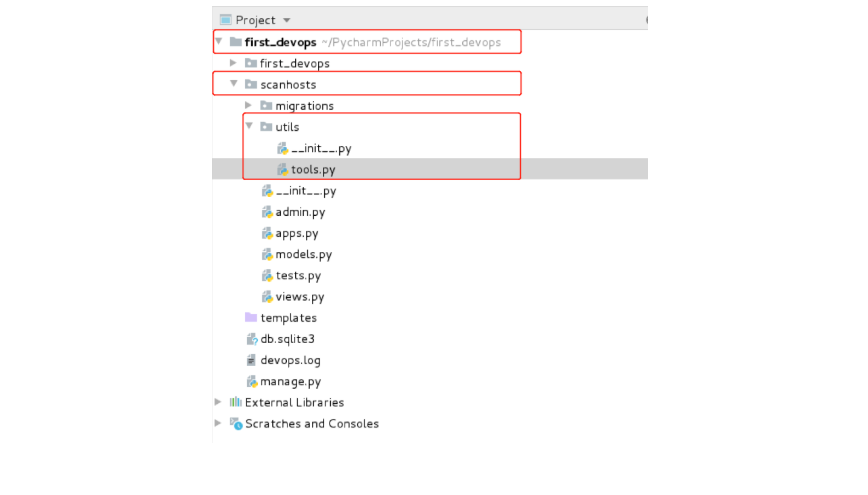 Project
first_devops ~/PycharmProjects/first_devops
first_devops
scanhosts
migrations
utils
__init__.py
tools.py
__init__.py
admin.py
apps.py
models.py
tests.py
views.py
templates
db.sqlite3
devops.log
manage.py
External Libraries
Scratches and Consoles